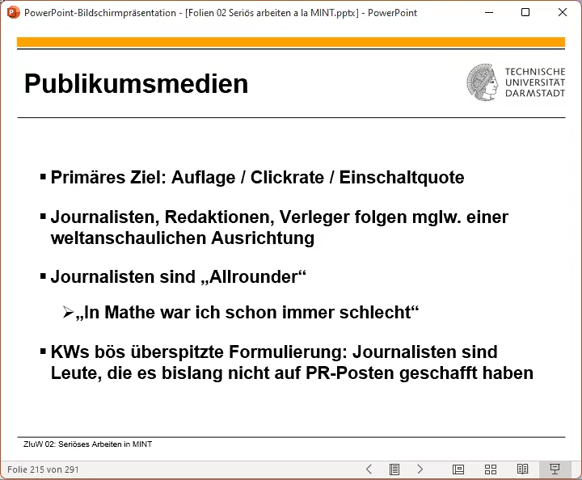 PowerPoint-Bildschirmpräsentation - [Folien 02 Seriös arbeiten a la MINT.pptx] - PowerPoint
Publikumsmedien
TECHNISCHE
UNIVERSITÄT
DARMSTADT
▪ Primäres Ziel: Auflage / Clickrate / Einschaltquote
▪ Journalisten, Redaktionen, Verleger folgen mglw. einer
weltanschaulichen Ausrichtung
▪ Journalisten sind „Allrounder“
➢ „In Mathe war ich schon immer schlecht“
▪ KWs bös überspitzte Formulierung: Journalisten sind
Leute, die es bislang nicht auf PR-Posten geschafft haben
ZIuW 02: Seriöses Arbeiten in MINT
Folie 215 von 291